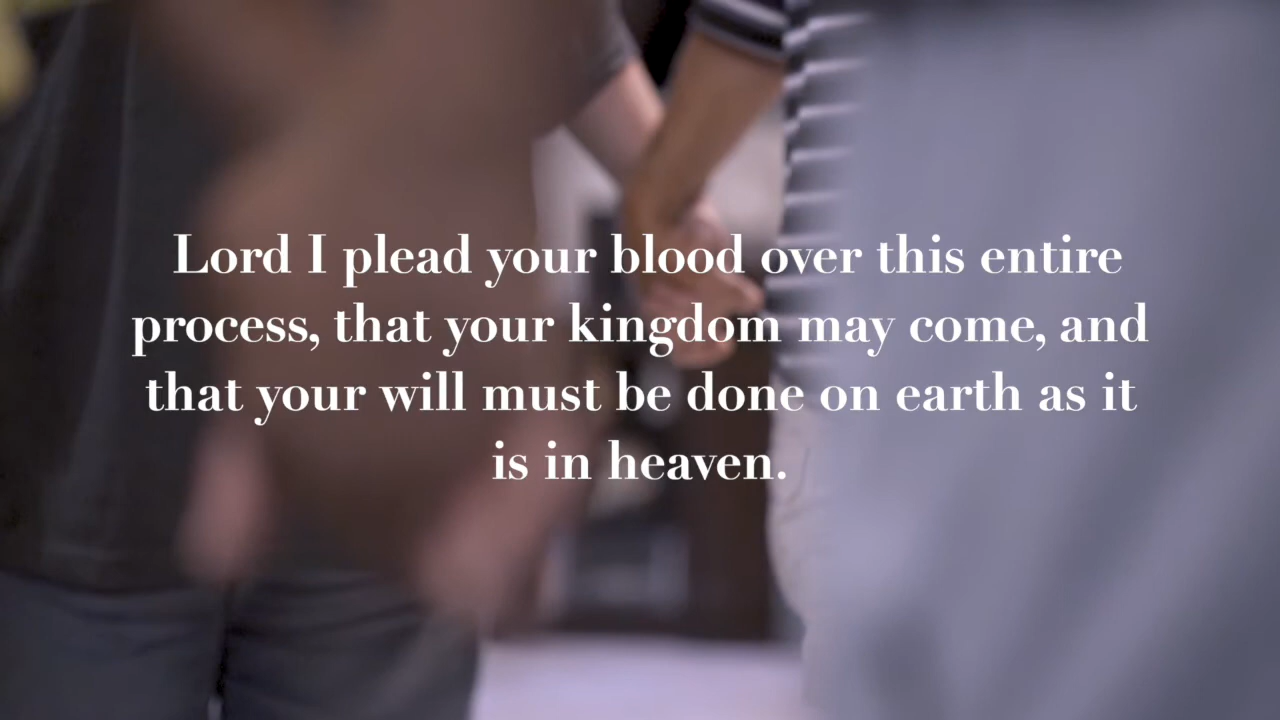 Lord I plead your blood over this entire
process, that your kingdom may come, and
that your will must be done on earth as it
is in heaven.